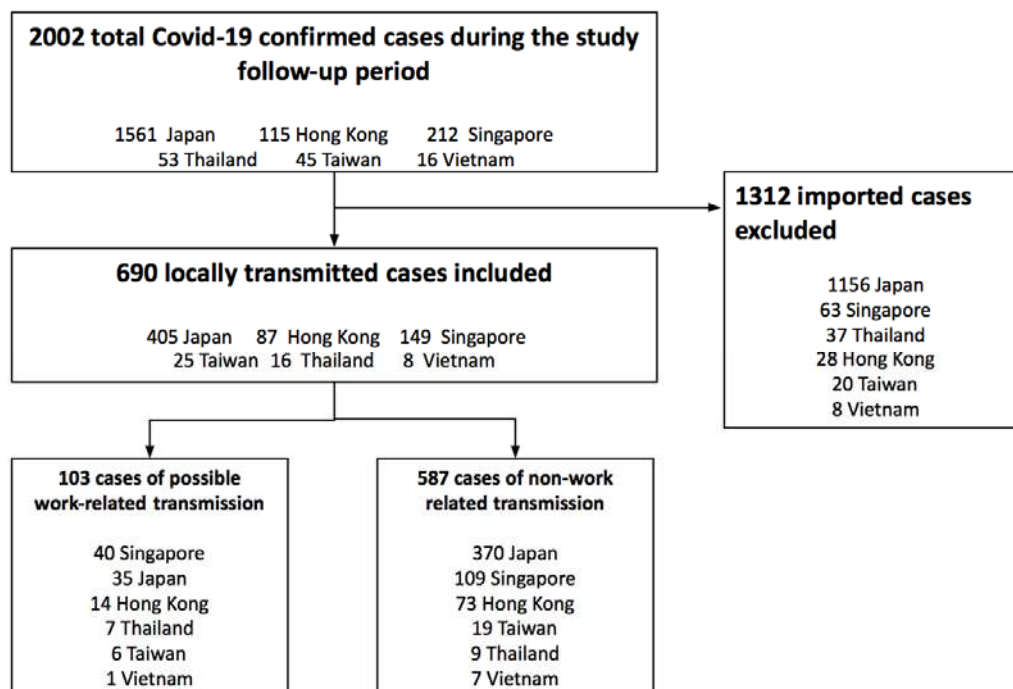 2002 total Covid-19 confirmed cases during the study
follow-up period
1561 Japan 115 Hong Kong 212 Singapore
53 Thailand 45 Taiwan 16 Vietnam
1312 imported cases
excluded
1156 Japan
63 Singapore
37 Thailand
28 Hong Kong
20 Taiwan
8 Vietnam
690 locally transmitted cases included
405 Japan 87 Hong Kong 149 Singapore
25 Taiwan 16 Thailand 8 Vietnam
103 cases of possible
work-related transmission
40 Singapore
35 Japan
14 Hong Kong
7 Thailand
6 Taiwan
1 Vietnam
587 cases of non-work
related transmission
370 Japan
109 Singapore
73 Hong Kong
19 Taiwan
9 Thailand
7 Vietnam